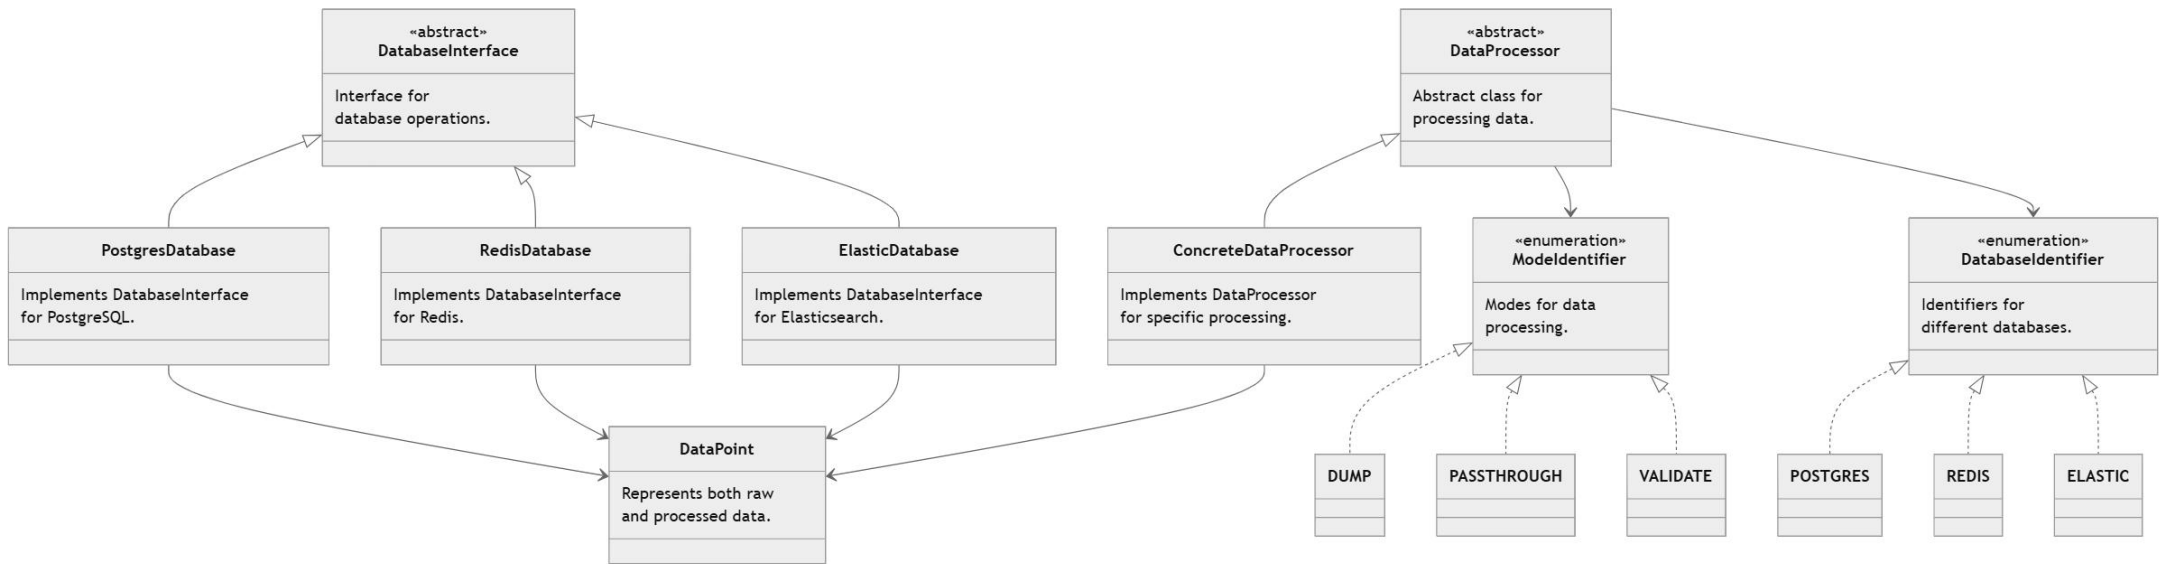 «abstract»
DatabaseInterface
Interface for
database operations.
«abstract»
DataProcessor
Abstract class for
processing data.
PostgresDatabase
Implements DatabaseInterface
for PostgreSQL.
RedisDatabase
Implements DatabaseInterface
for Redis.
ElasticDatabase
Implements DatabaseInterface
for Elasticsearch.
ConcreteDataProcessor
Implements DataProcessor
for specific processing.
«enumeration»
ModeIdentifier
Modes for data
processing.
«enumeration»
DatabaseIdentifier
Identifiers for
different databases.
DataPoint
Represents both raw
and processed data.
DUMP
PASSTHROUGH
VALIDATE
POSTGRES
REDIS
ELASTIC